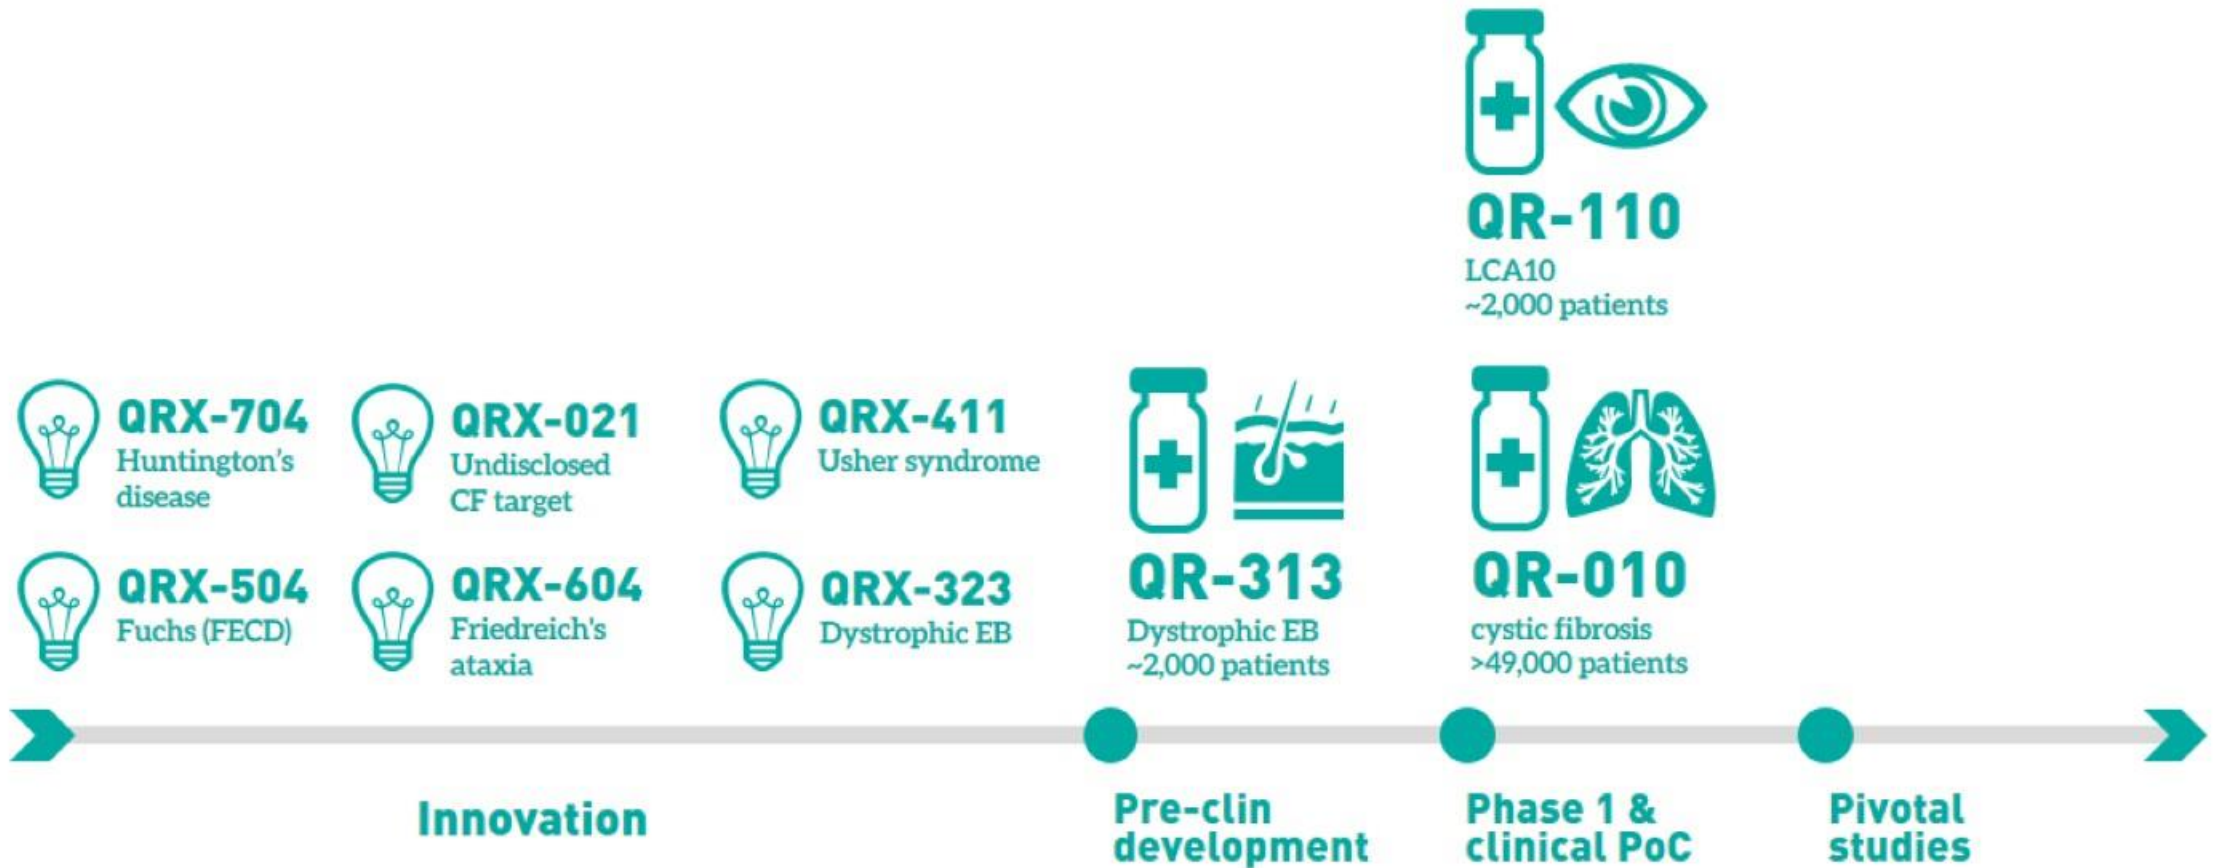 QR-110
LCA10
~2,000 patients
QRX-704
Huntington's
disease
QRX-021
Undisclosed
CF target
QRX-411
Usher syndrome
QRX-504
Fuchs (FECD)
QRX-604
Friedreich's
ataxia
QRX-323
Dystrophic EB
QR-313
Dystrophic EB
~2,000 patients
QR-010
cystic fibrosis
>49,000 patients
Innovation
Pre-clin
development
Phase 1 &
clinical PoC
Pivotal
studies